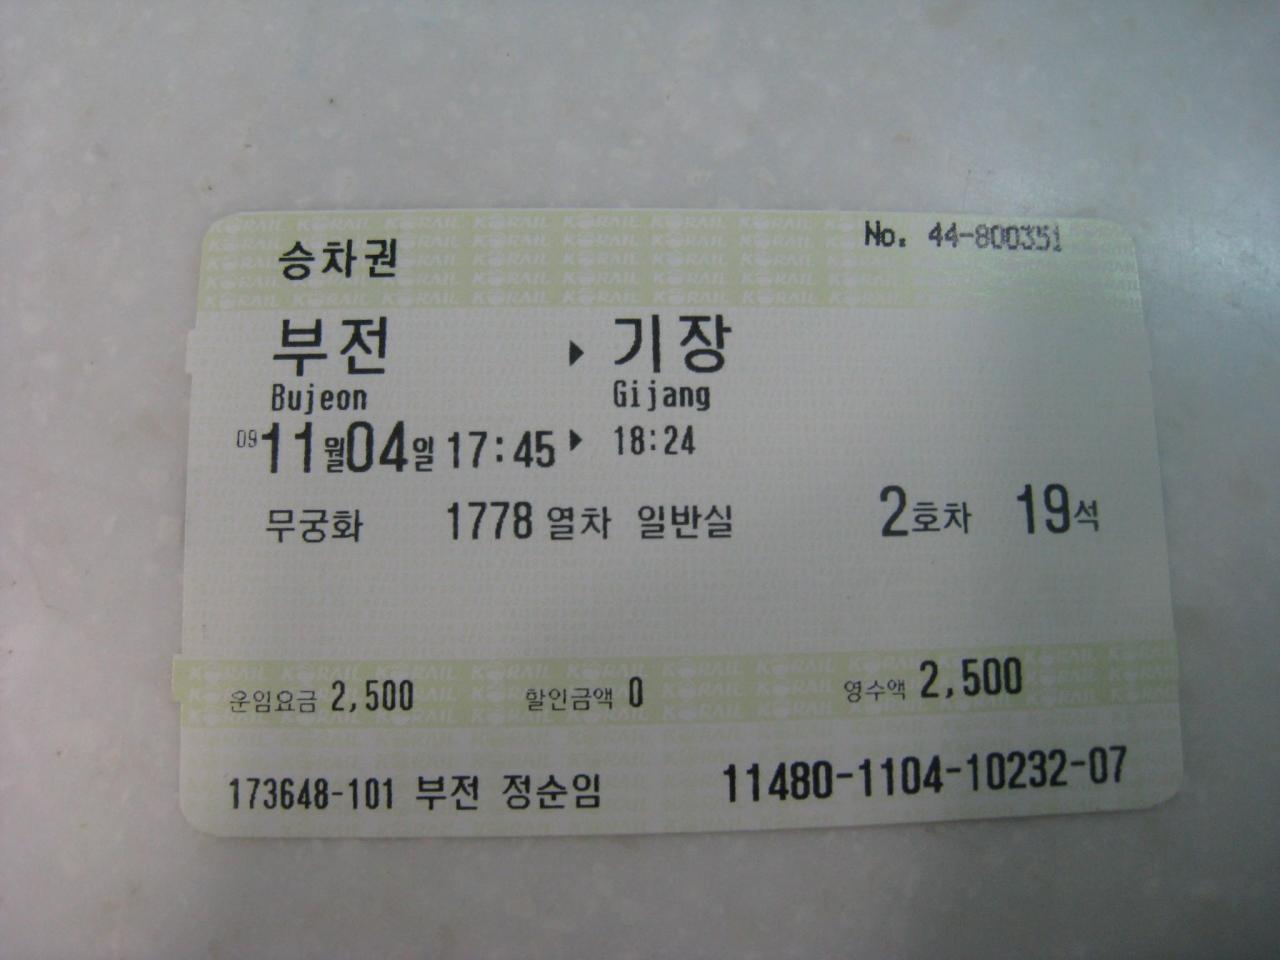 승차권 No. 44-800351
부전 ▶ 기장
Bujeon Gijang
09 11월 04일 17:45 ▶ 18:24
무궁화 1778 열차 일반실 2호차 19석
운임요금 2,500 할인금액 0 영수액 2,500
173648-101 부전 정순임 11480-1104-10232-07